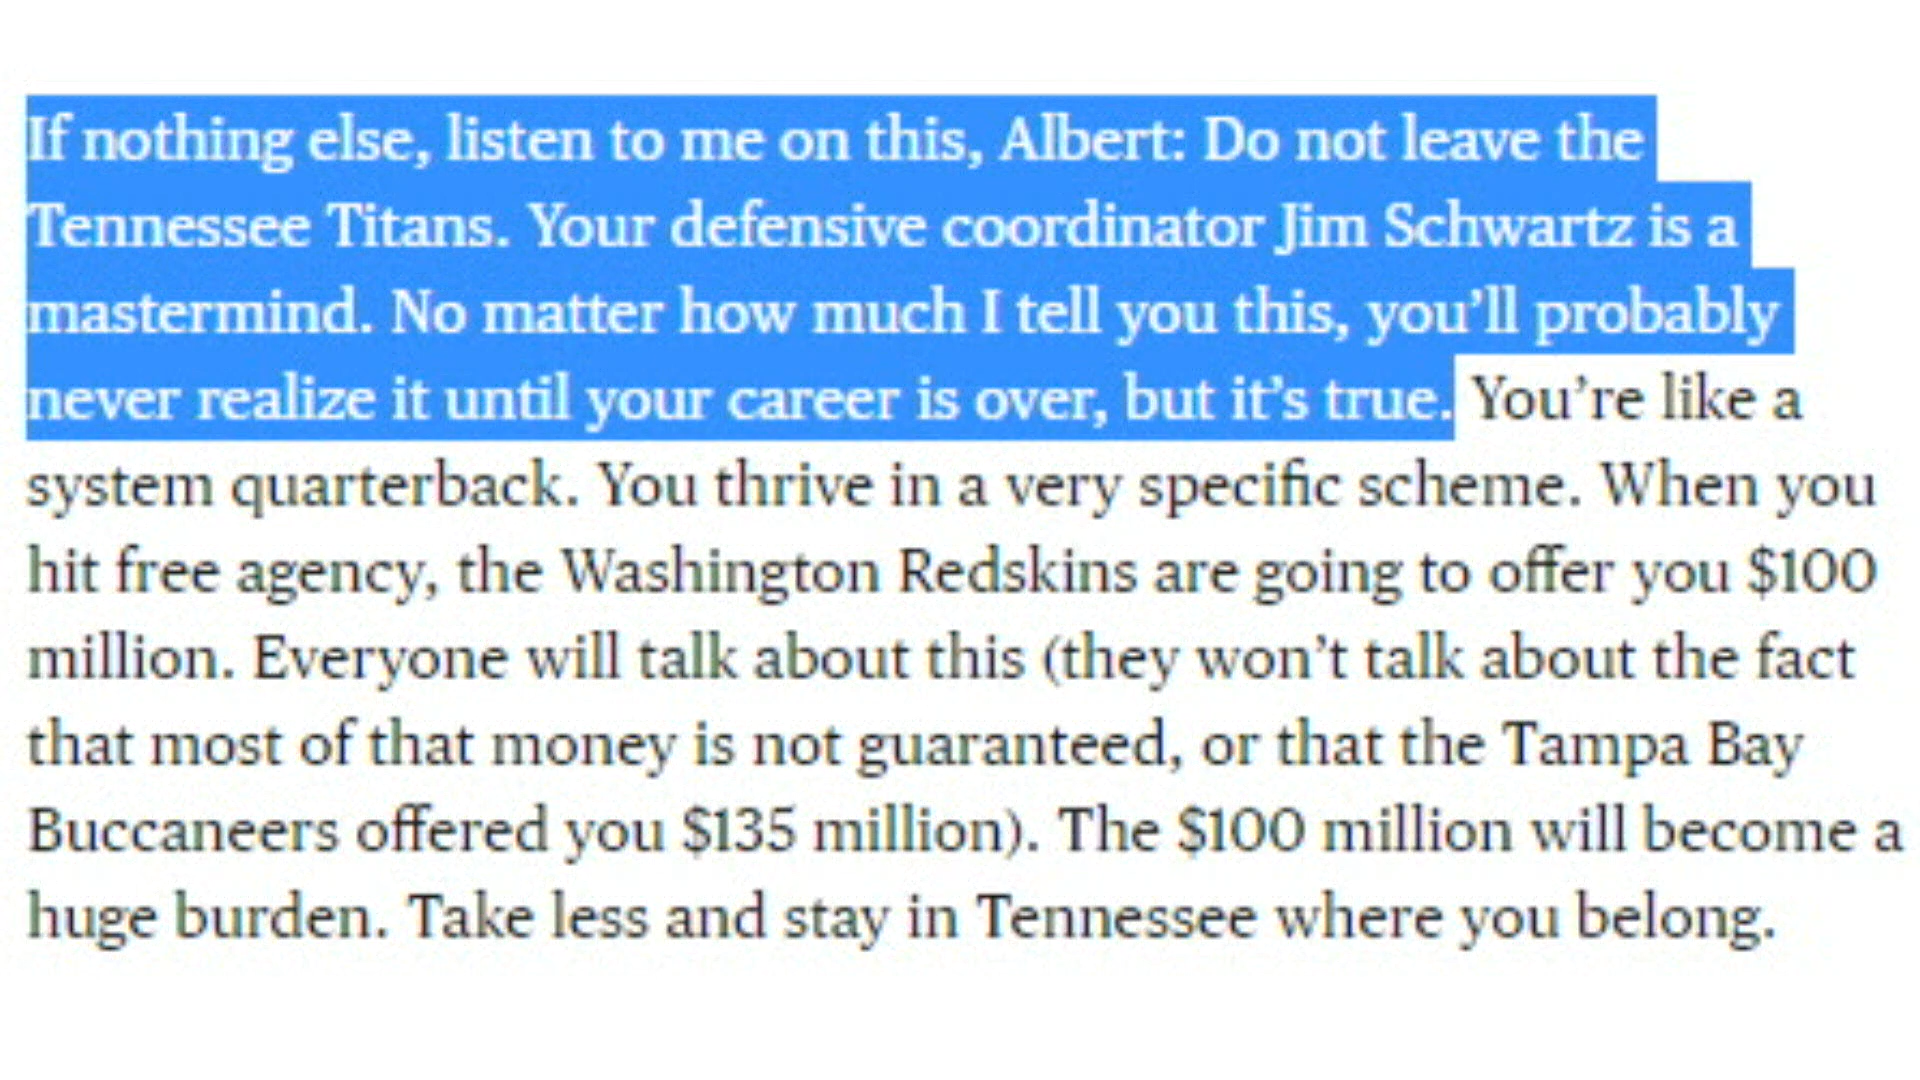 If nothing else, listen to me on this, Albert: Do not leave the
Tennessee Titans. Your defensive coordinator Jim Schwartz is a
mastermind. No matter how much I tell you this, you’ll probably
never realize it until your career is over, but it’s true. You’re like a
system quarterback. You thrive in a very specific scheme. When you
hit free agency, the Washington Redskins are going to offer you $100
million. Everyone will talk about this (they won’t talk about the fact
that most of that money is not guaranteed, or that the Tampa Bay
Buccaneers offered you $135 million). The $100 million will become a
huge burden. Take less and stay in Tennessee where you belong.